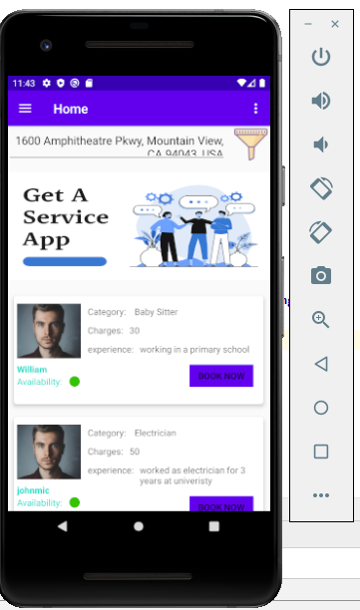 11:43
Home
1600 Amphitheatre Pkwy, Mountain View,
CA 94043, USA
Get A
Service
App
Category: Baby Sitter
Charges: 30
experience: working in a primary school
William
Availability:
BOOK NOW
Category: Electrician
Charges: 50
experience: worked as electrician for 3
years at univeristy
johnmic
Availability:
BOOK NOW